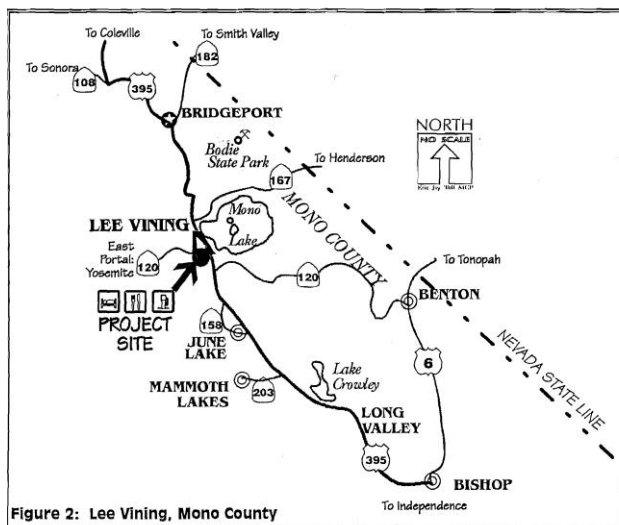 To Coleville
To Smith Valley
182
To Sonora
108
395
BRIDGEPORT
NORTH
NO SCALE
Bodie
State Park
To Henderson
167
MONO COUNTY
LEE VINING
Mono
Lake
East
Portal:
Yosemite
120
120
To Tonopah
BENTON
PROJECT
SITE
158
JUNE
LAKE
6
NEVADA STATE LINE
Lake
Crowley
MAMMOTH
LAKES
203
LONG
VALLEY
395
BISHOP
To Independence
Figure 2: Lee Vining, Mono County